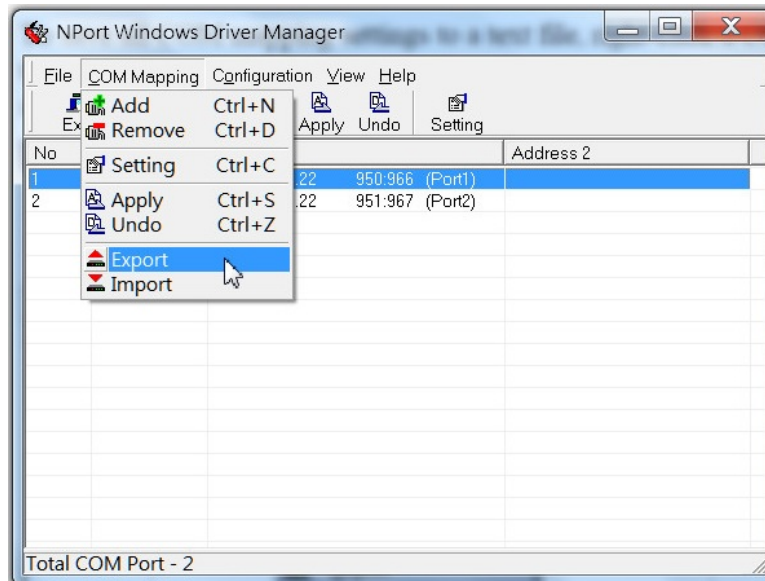 NPort Windows Driver Manager
File COM Mapping Configuration View Help
Add Ctrl+N
Remove Ctrl+D
Setting Ctrl+C
Apply Ctrl+S
Undo Ctrl+Z
Export
Import
Ex Apply Undo Setting
No Address 2
1 .22 950:966 (Port1)
2 .22 951:967 (Port2)
Total COM Port - 2